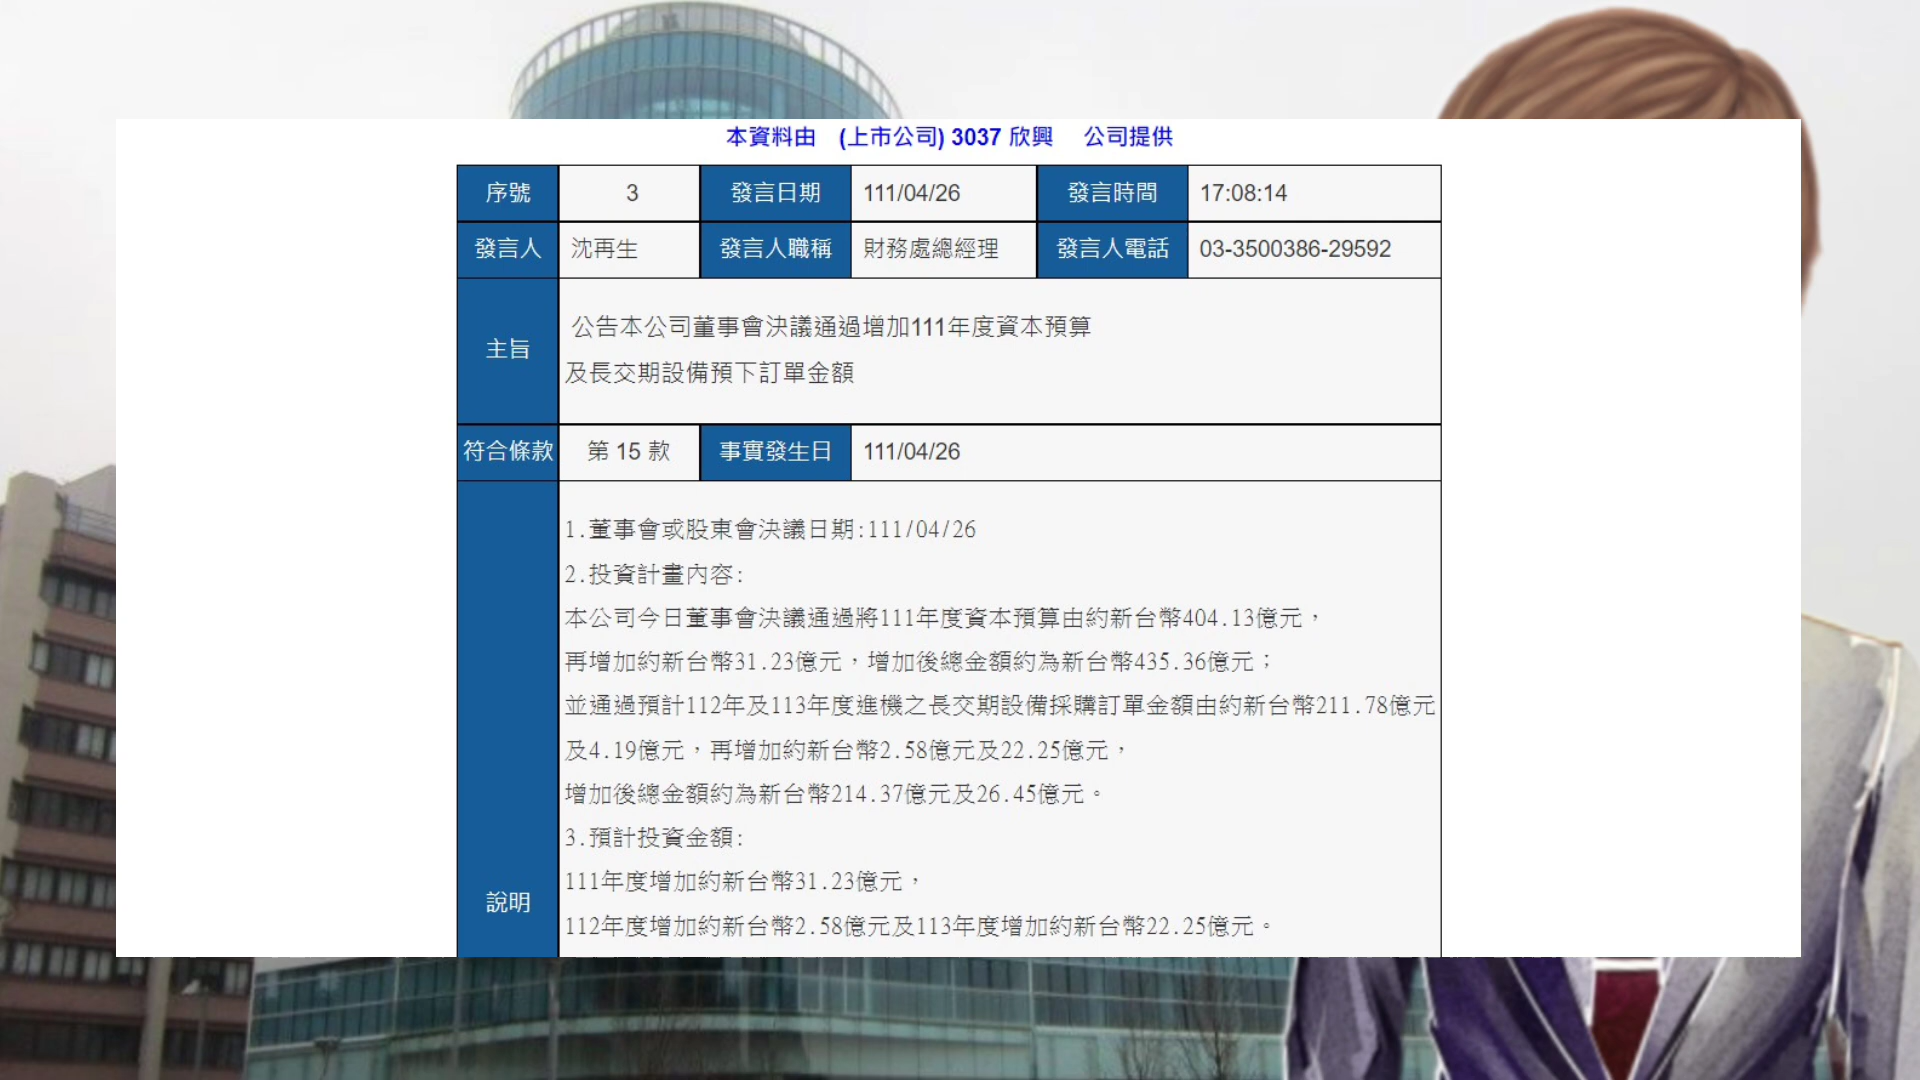 本資料由 (上市公司) 3037 欣興 公司提供
序號 3 發言日期 111/04/26 發言時間 17:08:14
發言人 沈再生 發言人職稱 財務處總經理 發言人電話 03-3500386-29592
主旨
公告本公司董事會決議通過增加111年度資本預算
及長交期設備預下訂單金額
符合條款 第 15 款 事實發生日 111/04/26
說明
1.董事會或股東會決議日期:111/04/26
2.投資計畫內容:
本公司今日董事會決議通過將111年度資本預算由約新台幣404.13億元，
再增加約新台幣31.23億元，增加後總金額約為新台幣435.36億元；
並通過預計112年及113年度進機之長交期設備採購訂單金額由約新台幣211.78億元
及4.19億元，再增加約新台幣2.58億元及22.25億元，
增加後總金額約為新台幣214.37億元及26.45億元。
3.預計投資金額:
111年度增加約新台幣31.23億元，
112年度增加約新台幣2.58億元及113年度增加約新台幣22.25億元。